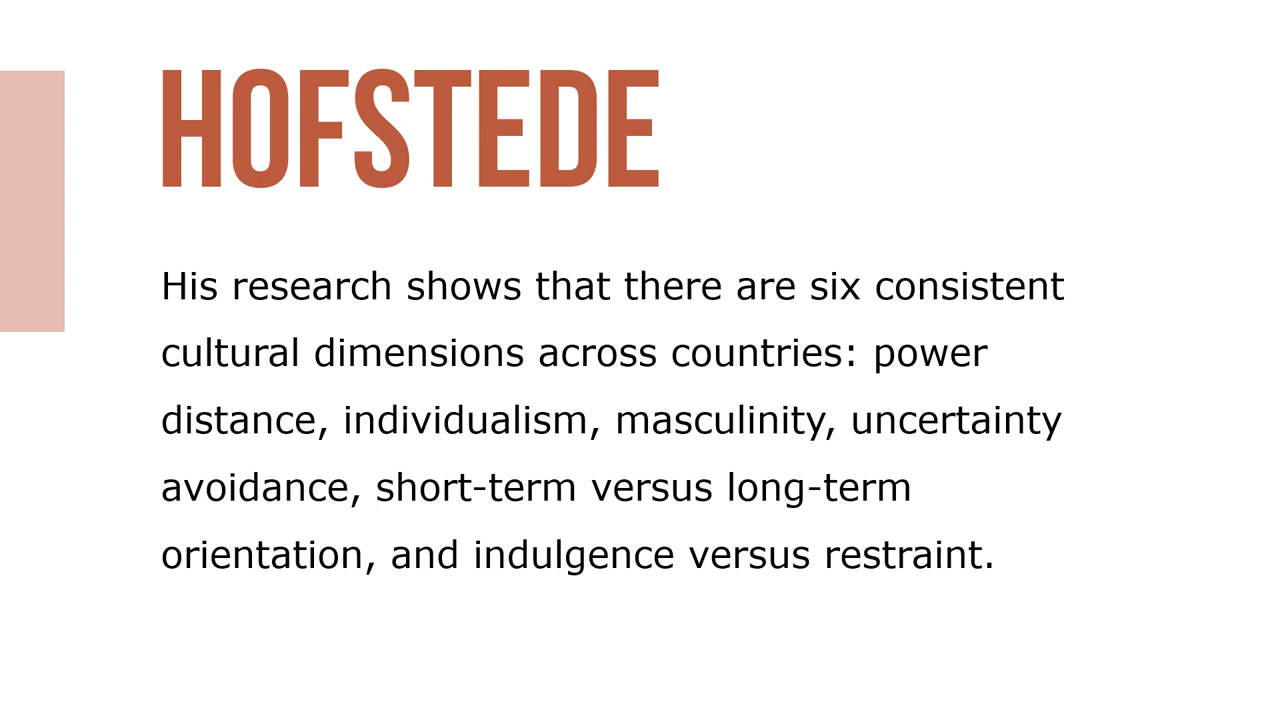 HOFSTEDE
His research shows that there are six consistent
cultural dimensions across countries: power
distance, individualism, masculinity, uncertainty
avoidance, short-term versus long-term
orientation, and indulgence versus restraint.